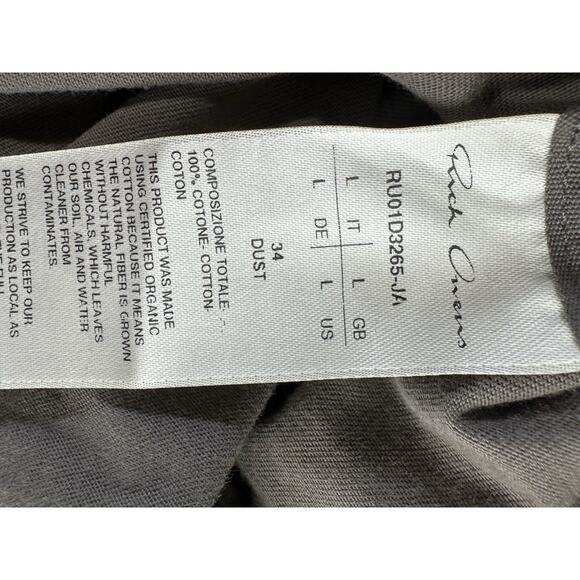 Rick Owens
RU01D3265-JA
IT GB
L L
L L
DE US
34
DUST
COMPOSIZIONE TOTALE-.-.
100% COTONE- COTTON-
COTON
THIS PRODUCT WAS MADE
USING CERTIFIED ORGANIC
COTTON BECAUSE IT MEANS
THE NATURAL FIBER IS GROWN
WITHOUT HARMFUL
CHEMICALS, WHICH LEAVES
OUR SOIL, AIR AND WATER
CLEANER FROM
CONTAMINATES.
WE STRIVE TO KEEP OUR
PRODUCTION AS LOCAL AS